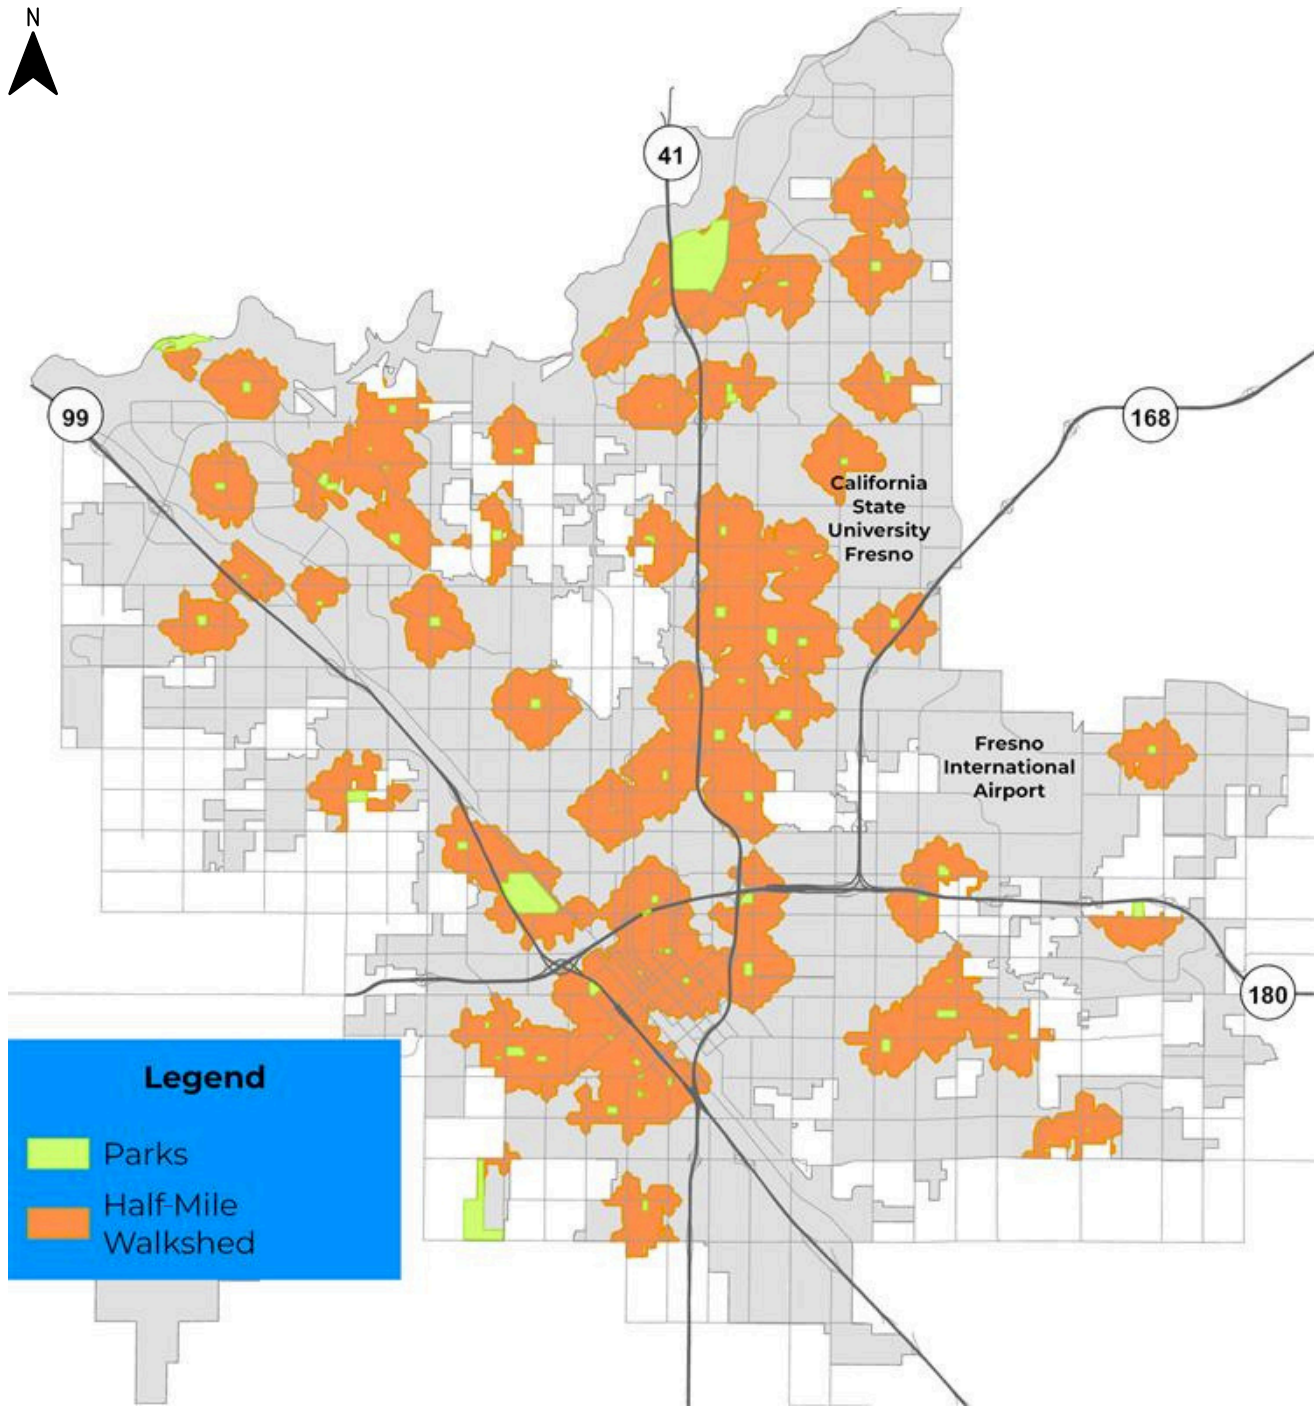 N
41
99
168
California
State
University
Fresno
Fresno
International
Airport
180
Legend
Parks
Half-Mile
Walkshed